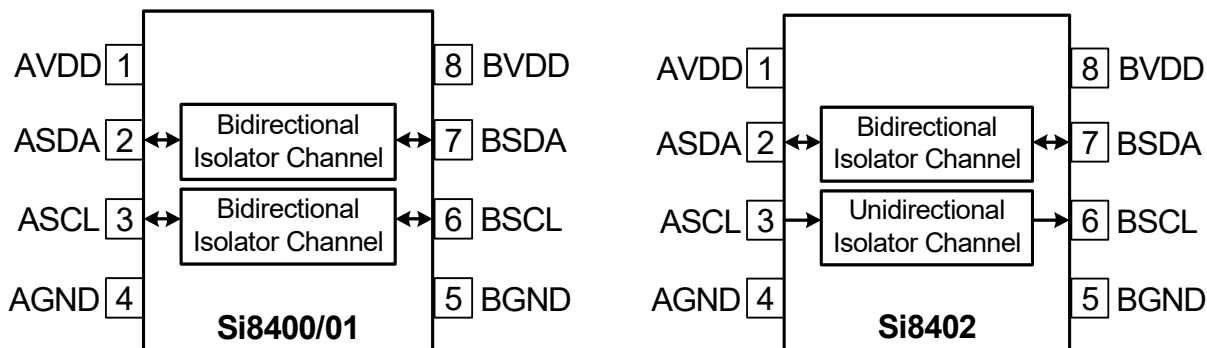 AVDD 1
8 BVDD
ASDA 2
Bidirectional
Isolator Channel
7 BSDA
ASCL 3
Bidirectional
Isolator Channel
6 BSCL
AGND 4
5 BGND
Si8400/01
AVDD 1
8 BVDD
ASDA 2
Bidirectional
Isolator Channel
7 BSDA
ASCL 3
Unidirectional
Isolator Channel
6 BSCL
AGND 4
5 BGND
Si8402